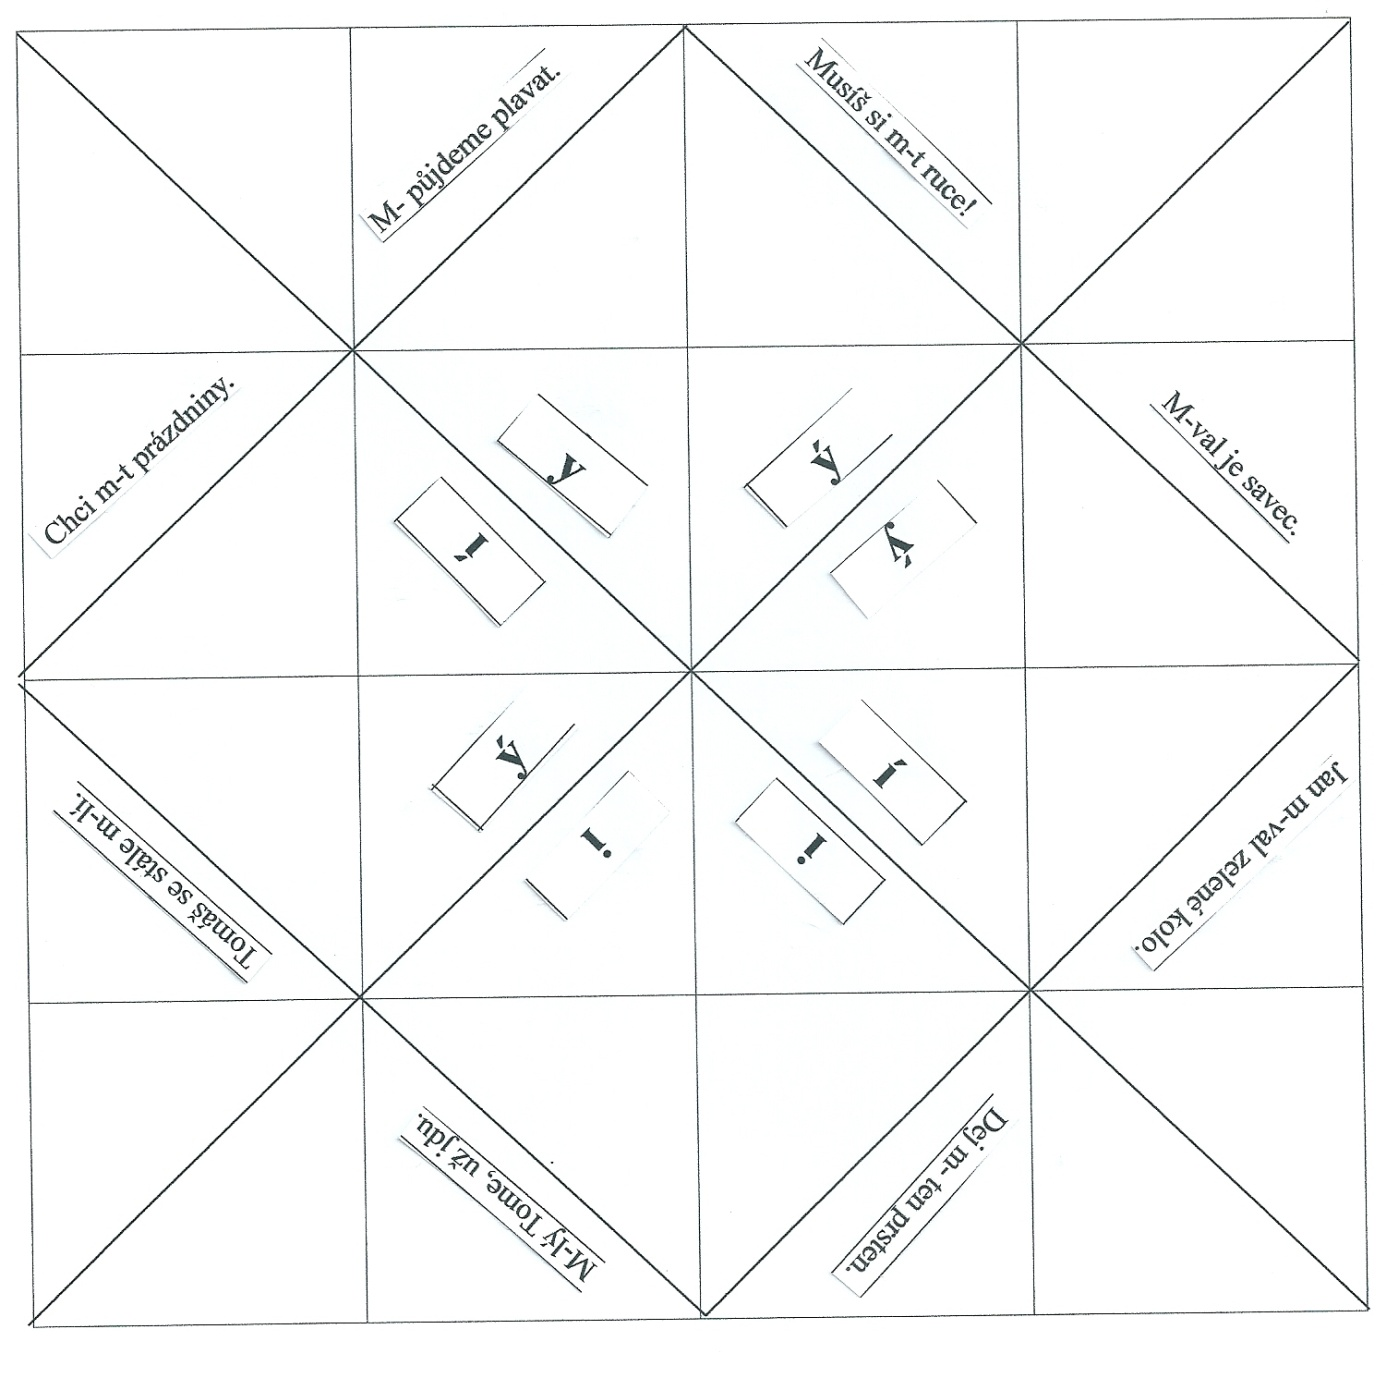 M- půjdeme plavat.
Musíš si m-t ruce!
Chci m-t prázdniny.
M-val je savec.
y
ý
í
ý
ý
í
i
i
Tomáš se stále m-lí.
Jan m-val zelené kolo.
M-lý Tome, už jdu.
Dej m- ten prsten.